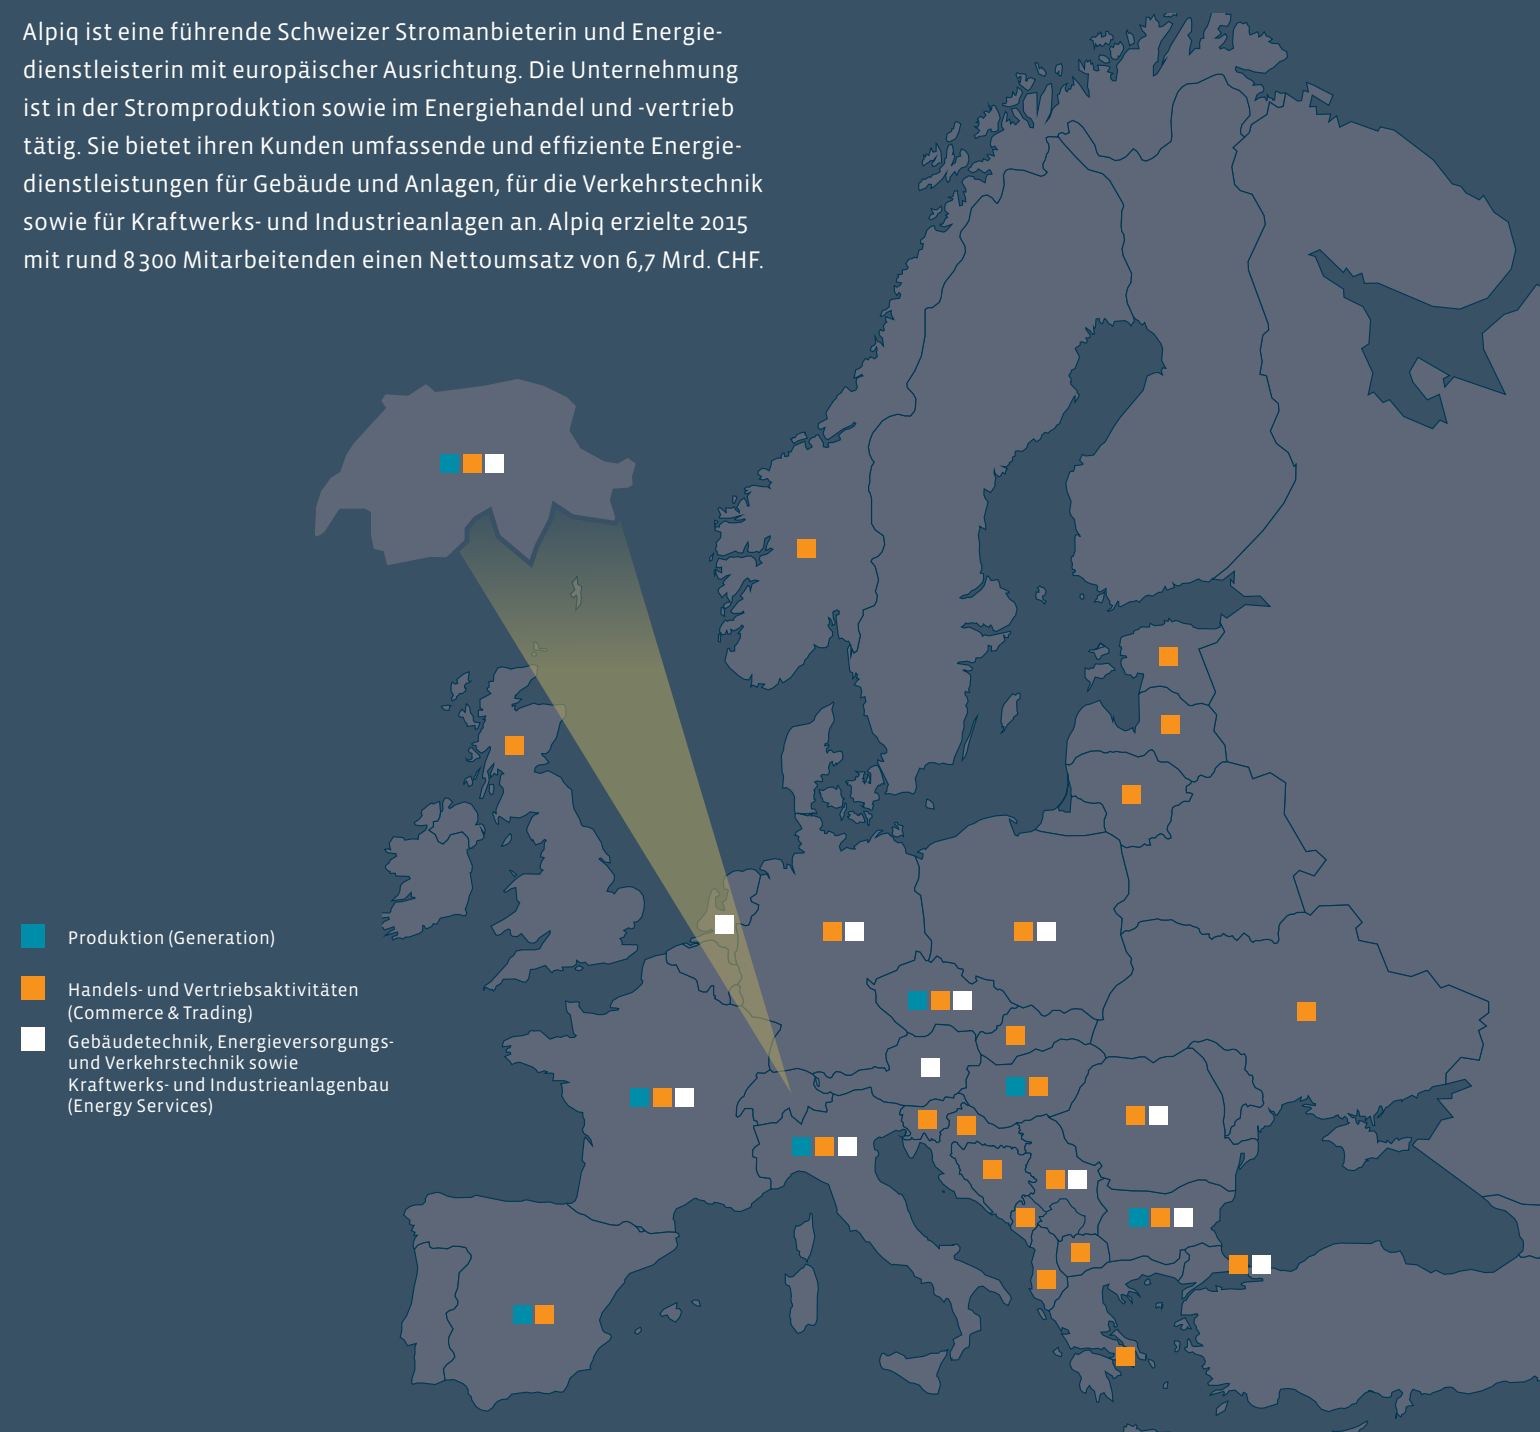 Alpiq ist eine führende Schweizer Stromanbieterin und Energie-
dienstleisterin mit europäischer Ausrichtung. Die Unternehmung
ist in der Stromproduktion sowie im Energiehandel und -vertrieb
tätig. Sie bietet ihren Kunden umfassende und effiziente Energie-
dienstleistungen für Gebäude und Anlagen, für die Verkehrstechnik
sowie für Kraftwerks- und Industrieanlagen an. Alpiq erzielte 2015
mit rund 8 300 Mitarbeitenden einen Nettoumsatz von 6,7 Mrd. CHF.
Produktion (Generation)
Handels- und Vertriebsaktivitäten
(Commerce & Trading)
Gebäudetechnik, Energieversorgungs-
und Verkehrstechnik sowie
Kraftwerks- und Industrieanlagenbau
(Energy Services)